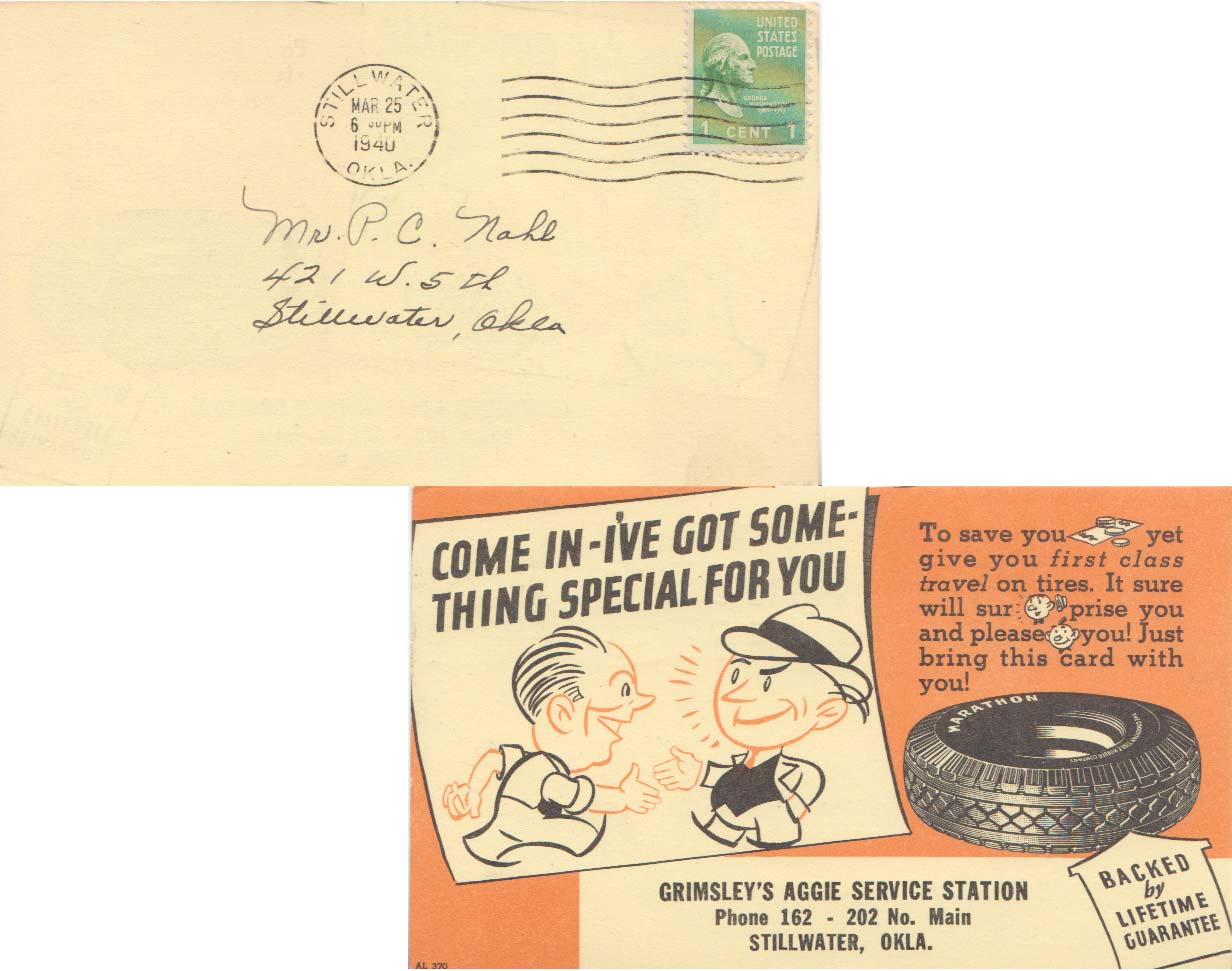 UNITED
STATES
POSTAGE
GEORGE
WASHINGTON
1 CENT 1
STILLWATER
MAR 25
6 30PM
1940
OKLA.
Mr. P. C. Nahl
421 W. 5th
Stillwater, Okla
COME IN - I'VE GOT SOME-
THING SPECIAL FOR YOU
To save you yet
give you first class
travel on tires. It sure
will sur prise you
and please you! Just
bring this card with
you!
MARATHON
BACKED
by
LIFETIME
GUARANTEE
GRIMSLEY'S AGGIE SERVICE STATION
Phone 162 - 202 No. Main
STILLWATER, OKLA.
AL 370